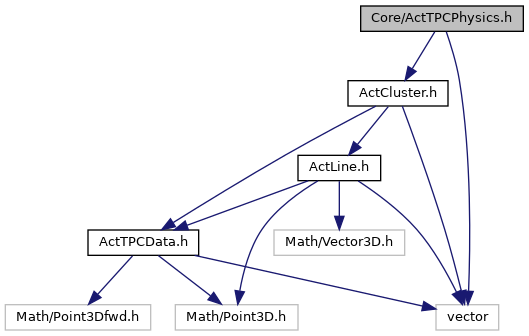 Core/ActTPCPhysics.h
ActCluster.h
ActLine.h
ActTPCData.h
Math/Vector3D.h
Math/Point3Dfwd.h
Math/Point3D.h
vector